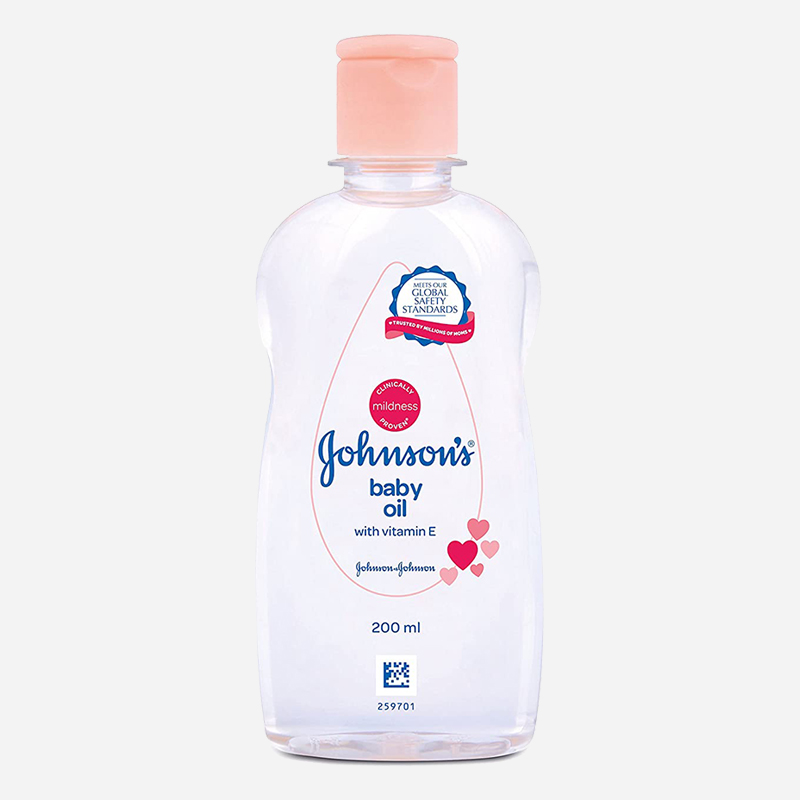 MEETS OUR
GLOBAL
SAFETY
STANDARDS
♥ TRUSTED BY MILLIONS OF MOMS ♥
CLINICALLY
mildness
PROVEN*
Johnson's®
baby
oil
with vitamin E
Johnson & Johnson
200 ml
259701